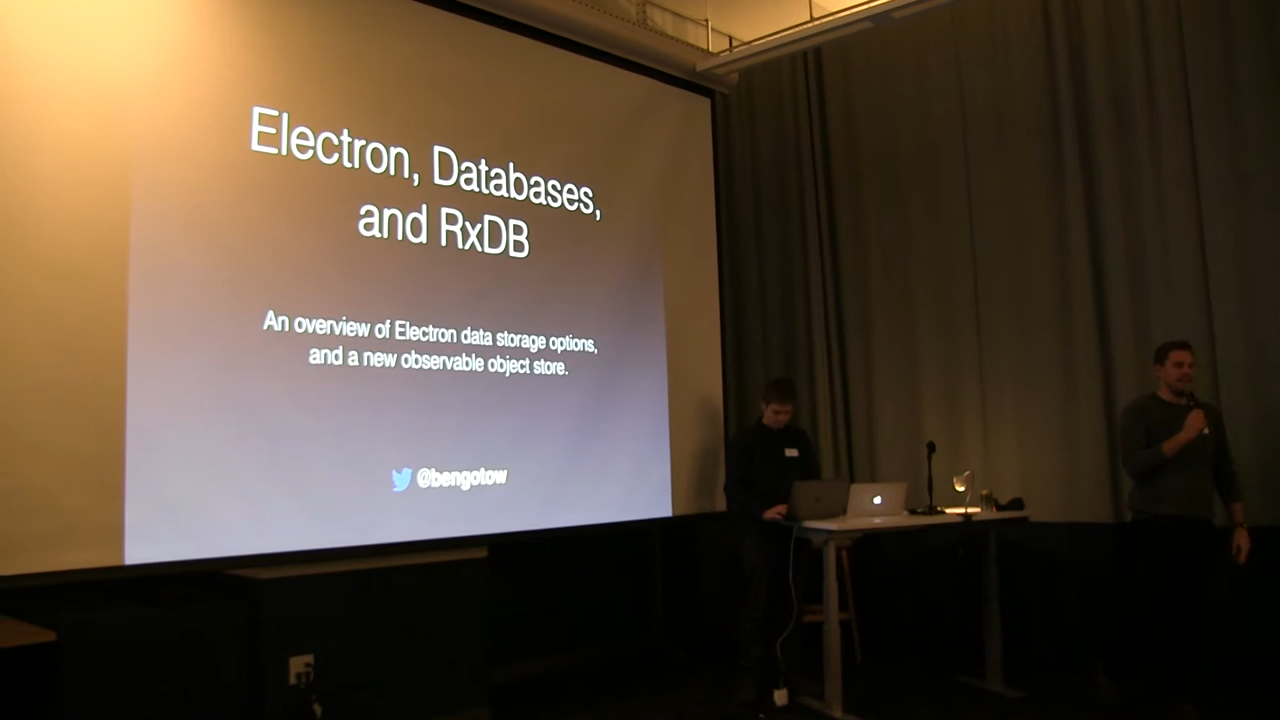 Electron, Databases,
and RxDB
An overview of Electron data storage options,
and a new observable object store.
@bengotow